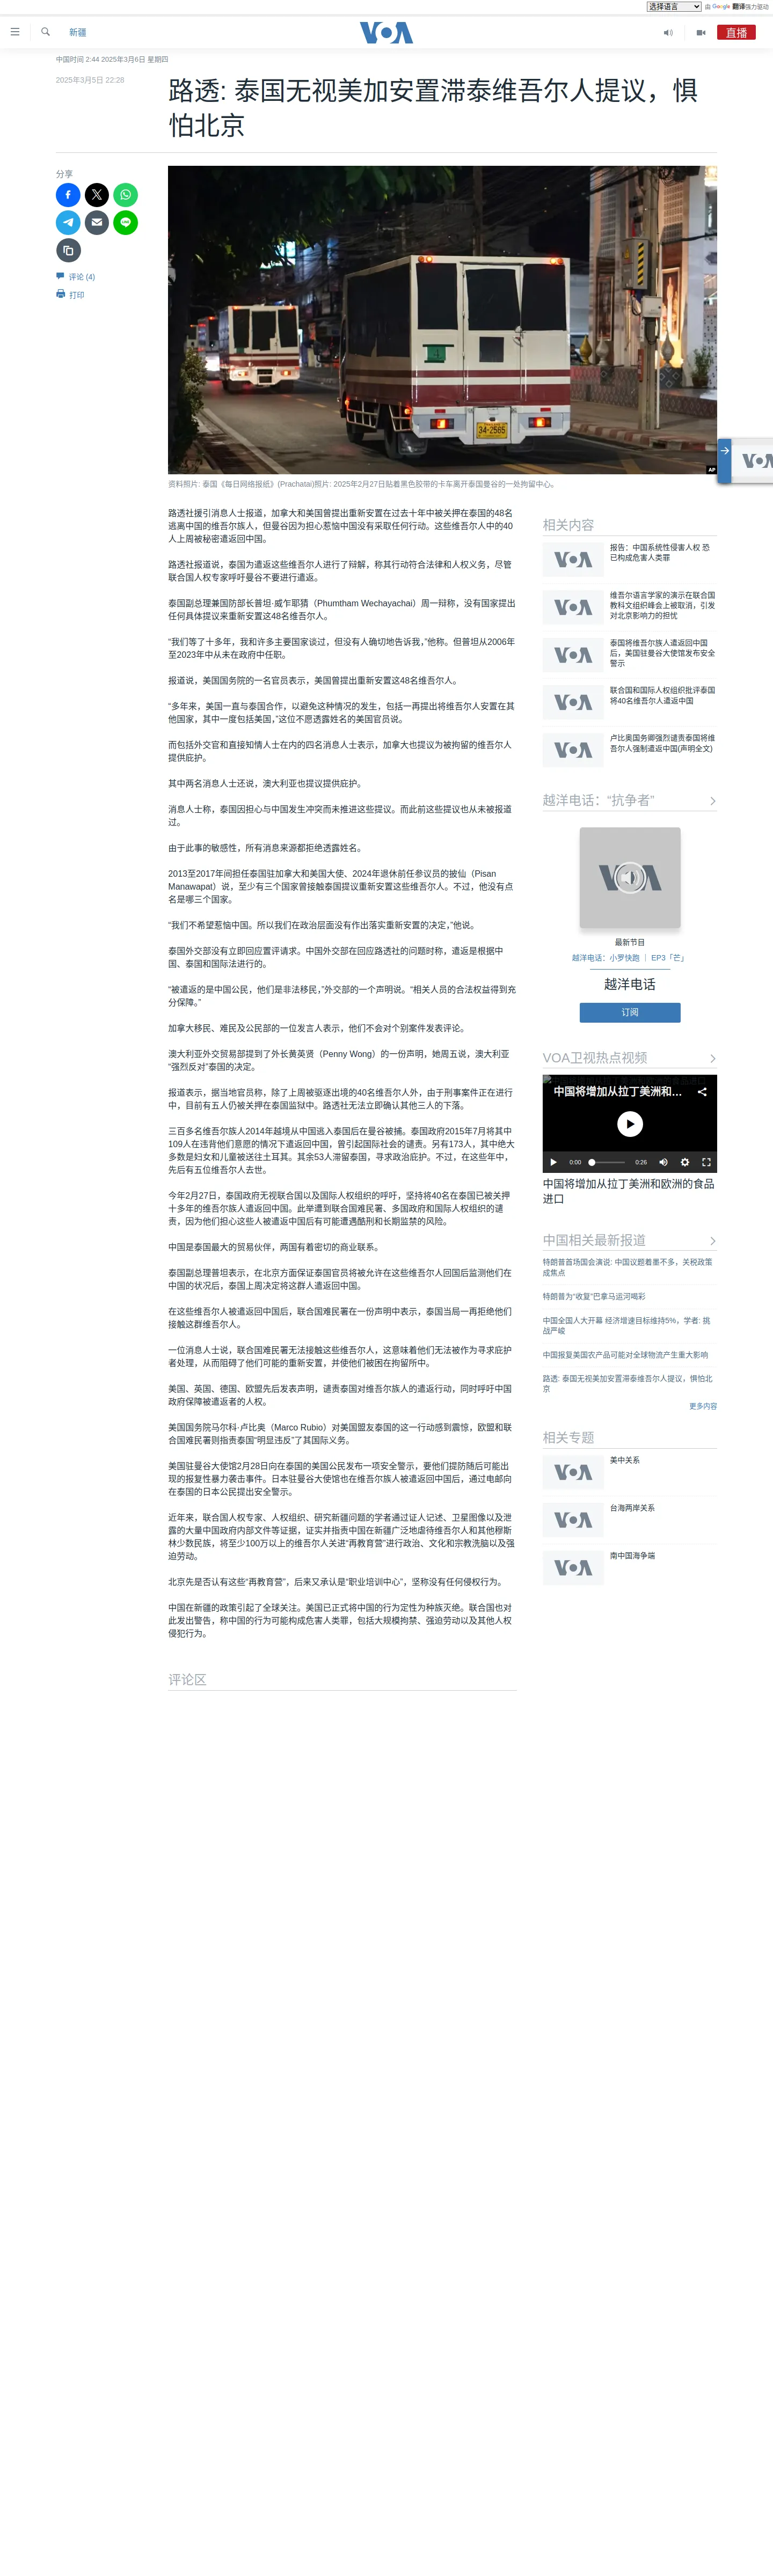 选择语言
由 Google 翻译强力驱动
新疆
VOA
直播
中国时间 2:44 2025年3月6日 星期四
2025年3月5日 22:28
路透: 泰国无视美加安置滞泰维吾尔人提议，惧
怕北京
分享
评论 (4)
打印
34-2565
AP
资料照片: 泰国《每日网络报纸》(Prachatai)照片: 2025年2月27日贴着黑色胶带的卡车离开泰国曼谷的一处拘留中心。
路透社援引消息人士报道，加拿大和美国曾提出重新安置在过去十年中被关押在泰国的48名
逃离中国的维吾尔族人，但曼谷因为担心惹恼中国没有采取任何行动。这些维吾尔人中的40
人上周被秘密遣返回中国。
路透社报道说，泰国为遣返这些维吾尔人进行了辩解，称其行动符合法律和人权义务，尽管
联合国人权专家呼吁曼谷不要进行遣返。
泰国副总理兼国防部长普坦·威乍耶猜（Phumtham Wechayachai）周一辩称，没有国家提出
任何具体提议来重新安置这48名维吾尔人。
“我们等了十多年，我和许多主要国家谈过，但没有人确切地告诉我，”他称。但普坦从2006年
至2023年中从未在政府中任职。
报道说，美国国务院的一名官员表示，美国曾提出重新安置这48名维吾尔人。
“多年来，美国一直与泰国合作，以避免这种情况的发生，包括一再提出将维吾尔人安置在其
他国家，其中一度包括美国，”这位不愿透露姓名的美国官员说。
而包括外交官和直接知情人士在内的四名消息人士表示，加拿大也提议为被拘留的维吾尔人
提供庇护。
其中两名消息人士还说，澳大利亚也提议提供庇护。
消息人士称，泰国因担心与中国发生冲突而未推进这些提议。而此前这些提议也从未被报道
过。
由于此事的敏感性，所有消息来源都拒绝透露姓名。
2013至2017年间担任泰国驻加拿大和美国大使、2024年退休前任参议员的披仙（Pisan
Manawapat）说，至少有三个国家曾接触泰国提议重新安置这些维吾尔人。不过，他没有点
名是哪三个国家。
“我们不希望惹恼中国。所以我们在政治层面没有作出落实重新安置的决定，”他说。
泰国外交部没有立即回应置评请求。中国外交部在回应路透社的问题时称，遣返是根据中
国、泰国和国际法进行的。
“被遣返的是中国公民，他们是非法移民，”外交部的一个声明说。“相关人员的合法权益得到充
分保障。”
加拿大移民、难民及公民部的一位发言人表示，他们不会对个别案件发表评论。
澳大利亚外交贸易部提到了外长黄英贤（Penny Wong）的一份声明，她周五说，澳大利亚
“强烈反对”泰国的决定。
报道表示，据当地官员称，除了上周被驱逐出境的40名维吾尔人外，由于刑事案件正在进行
中，目前有五人仍被关押在泰国监狱中。路透社无法立即确认其他三人的下落。
三百多名维吾尔族人2014年越境从中国逃入泰国后在曼谷被捕。泰国政府2015年7月将其中
109人在违背他们意愿的情况下遣返回中国，曾引起国际社会的谴责。另有173人，其中绝大
多数是妇女和儿童被送往土耳其。其余53人滞留泰国，寻求政治庇护。不过，在这些年中，
先后有五位维吾尔人去世。
今年2月27日，泰国政府无视联合国以及国际人权组织的呼吁，坚持将40名在泰国已被关押
十多年的维吾尔族人遣返回中国。此举遭到联合国难民署、多国政府和国际人权组织的谴
责，因为他们担心这些人被遣返中国后有可能遭遇酷刑和长期监禁的风险。
中国是泰国最大的贸易伙伴，两国有着密切的商业联系。
泰国副总理普坦表示，在北京方面保证泰国官员将被允许在这些维吾尔人回国后监测他们在
中国的状况后，泰国上周决定将这群人遣返回中国。
在这些维吾尔人被遣返回中国后，联合国难民署在一份声明中表示，泰国当局一再拒绝他们
接触这群维吾尔人。
一位消息人士说，联合国难民署无法接触这些维吾尔人，这意味着他们无法被作为寻求庇护
者处理，从而阻碍了他们可能的重新安置，并使他们被困在拘留所中。
美国、英国、德国、欧盟先后发表声明，谴责泰国对维吾尔族人的遣返行动，同时呼吁中国
政府保障被遣返者的人权。
美国国务院马尔科·卢比奥（Marco Rubio）对美国盟友泰国的这一行动感到震惊，欧盟和联
合国难民署则指责泰国“明显违反”了其国际义务。
美国驻曼谷大使馆2月28日向在泰国的美国公民发布一项安全警示，要他们提防随后可能出
现的报复性暴力袭击事件。日本驻曼谷大使馆也在维吾尔族人被遣返回中国后，通过电邮向
在泰国的日本公民提出安全警示。
近年来，联合国人权专家、人权组织、研究新疆问题的学者通过证人记述、卫星图像以及泄
露的大量中国政府内部文件等证据，证实并指责中国在新疆广泛地虐待维吾尔人和其他穆斯
林少数民族，将至少100万以上的维吾尔人关进“再教育营”进行政治、文化和宗教洗脑以及强
迫劳动。
北京先是否认有这些“再教育营”，后来又承认是“职业培训中心”，坚称没有任何侵权行为。
中国在新疆的政策引起了全球关注。美国已正式将中国的行为定性为种族灭绝。联合国也对
此发出警告，称中国的行为可能构成危害人类罪，包括大规模拘禁、强迫劳动以及其他人权
侵犯行为。
评论区
相关内容
报告：中国系统性侵害人权 恐
已构成危害人类罪
维吾尔语言学家的演示在联合国
教科文组织峰会上被取消，引发
对北京影响力的担忧
泰国将维吾尔族人遣返回中国
后，美国驻曼谷大使馆发布安全
警示
联合国和国际人权组织批评泰国
将40名维吾尔人遣返中国
卢比奥国务卿强烈谴责泰国将维
吾尔人强制遣返中国(声明全文)
越洋电话：“抗争者”
最新节目
越洋电话：小罗快跑 ｜ EP3「芒」
越洋电话
订阅
VOA卫视热点视频
中国将增加从拉丁美洲和...
0:00
0:26
中国将增加从拉丁美洲和欧洲的食品
进口
中国相关最新报道
特朗普首场国会演说: 中国议题着墨不多，关税政策
成焦点
特朗普为“收复”巴拿马运河喝彩
中国全国人大开幕 经济增速目标维持5%，学者: 挑
战严峻
中国报复美国农产品可能对全球物流产生重大影响
路透: 泰国无视美加安置滞泰维吾尔人提议，惧怕北
京
更多内容
相关专题
美中关系
台海两岸关系
南中国海争端